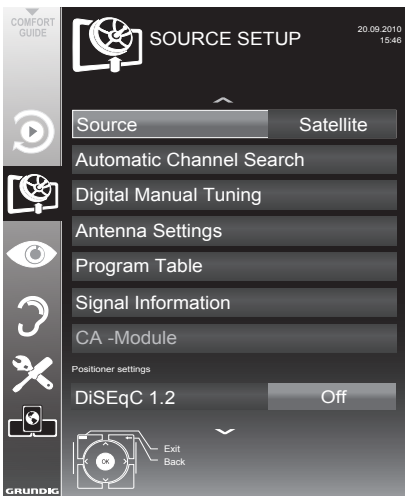 COMFORT
GUIDE
SOURCE SETUP
20.09.2010
15:46
Source Satellite
Automatic Channel Search
Digital Manual Tuning
Antenna Settings
Program Table
Signal Information
CA -Module
Positioner settings
DiSEqC 1.2 Off
Exit
OK
Back
GRUNDIG